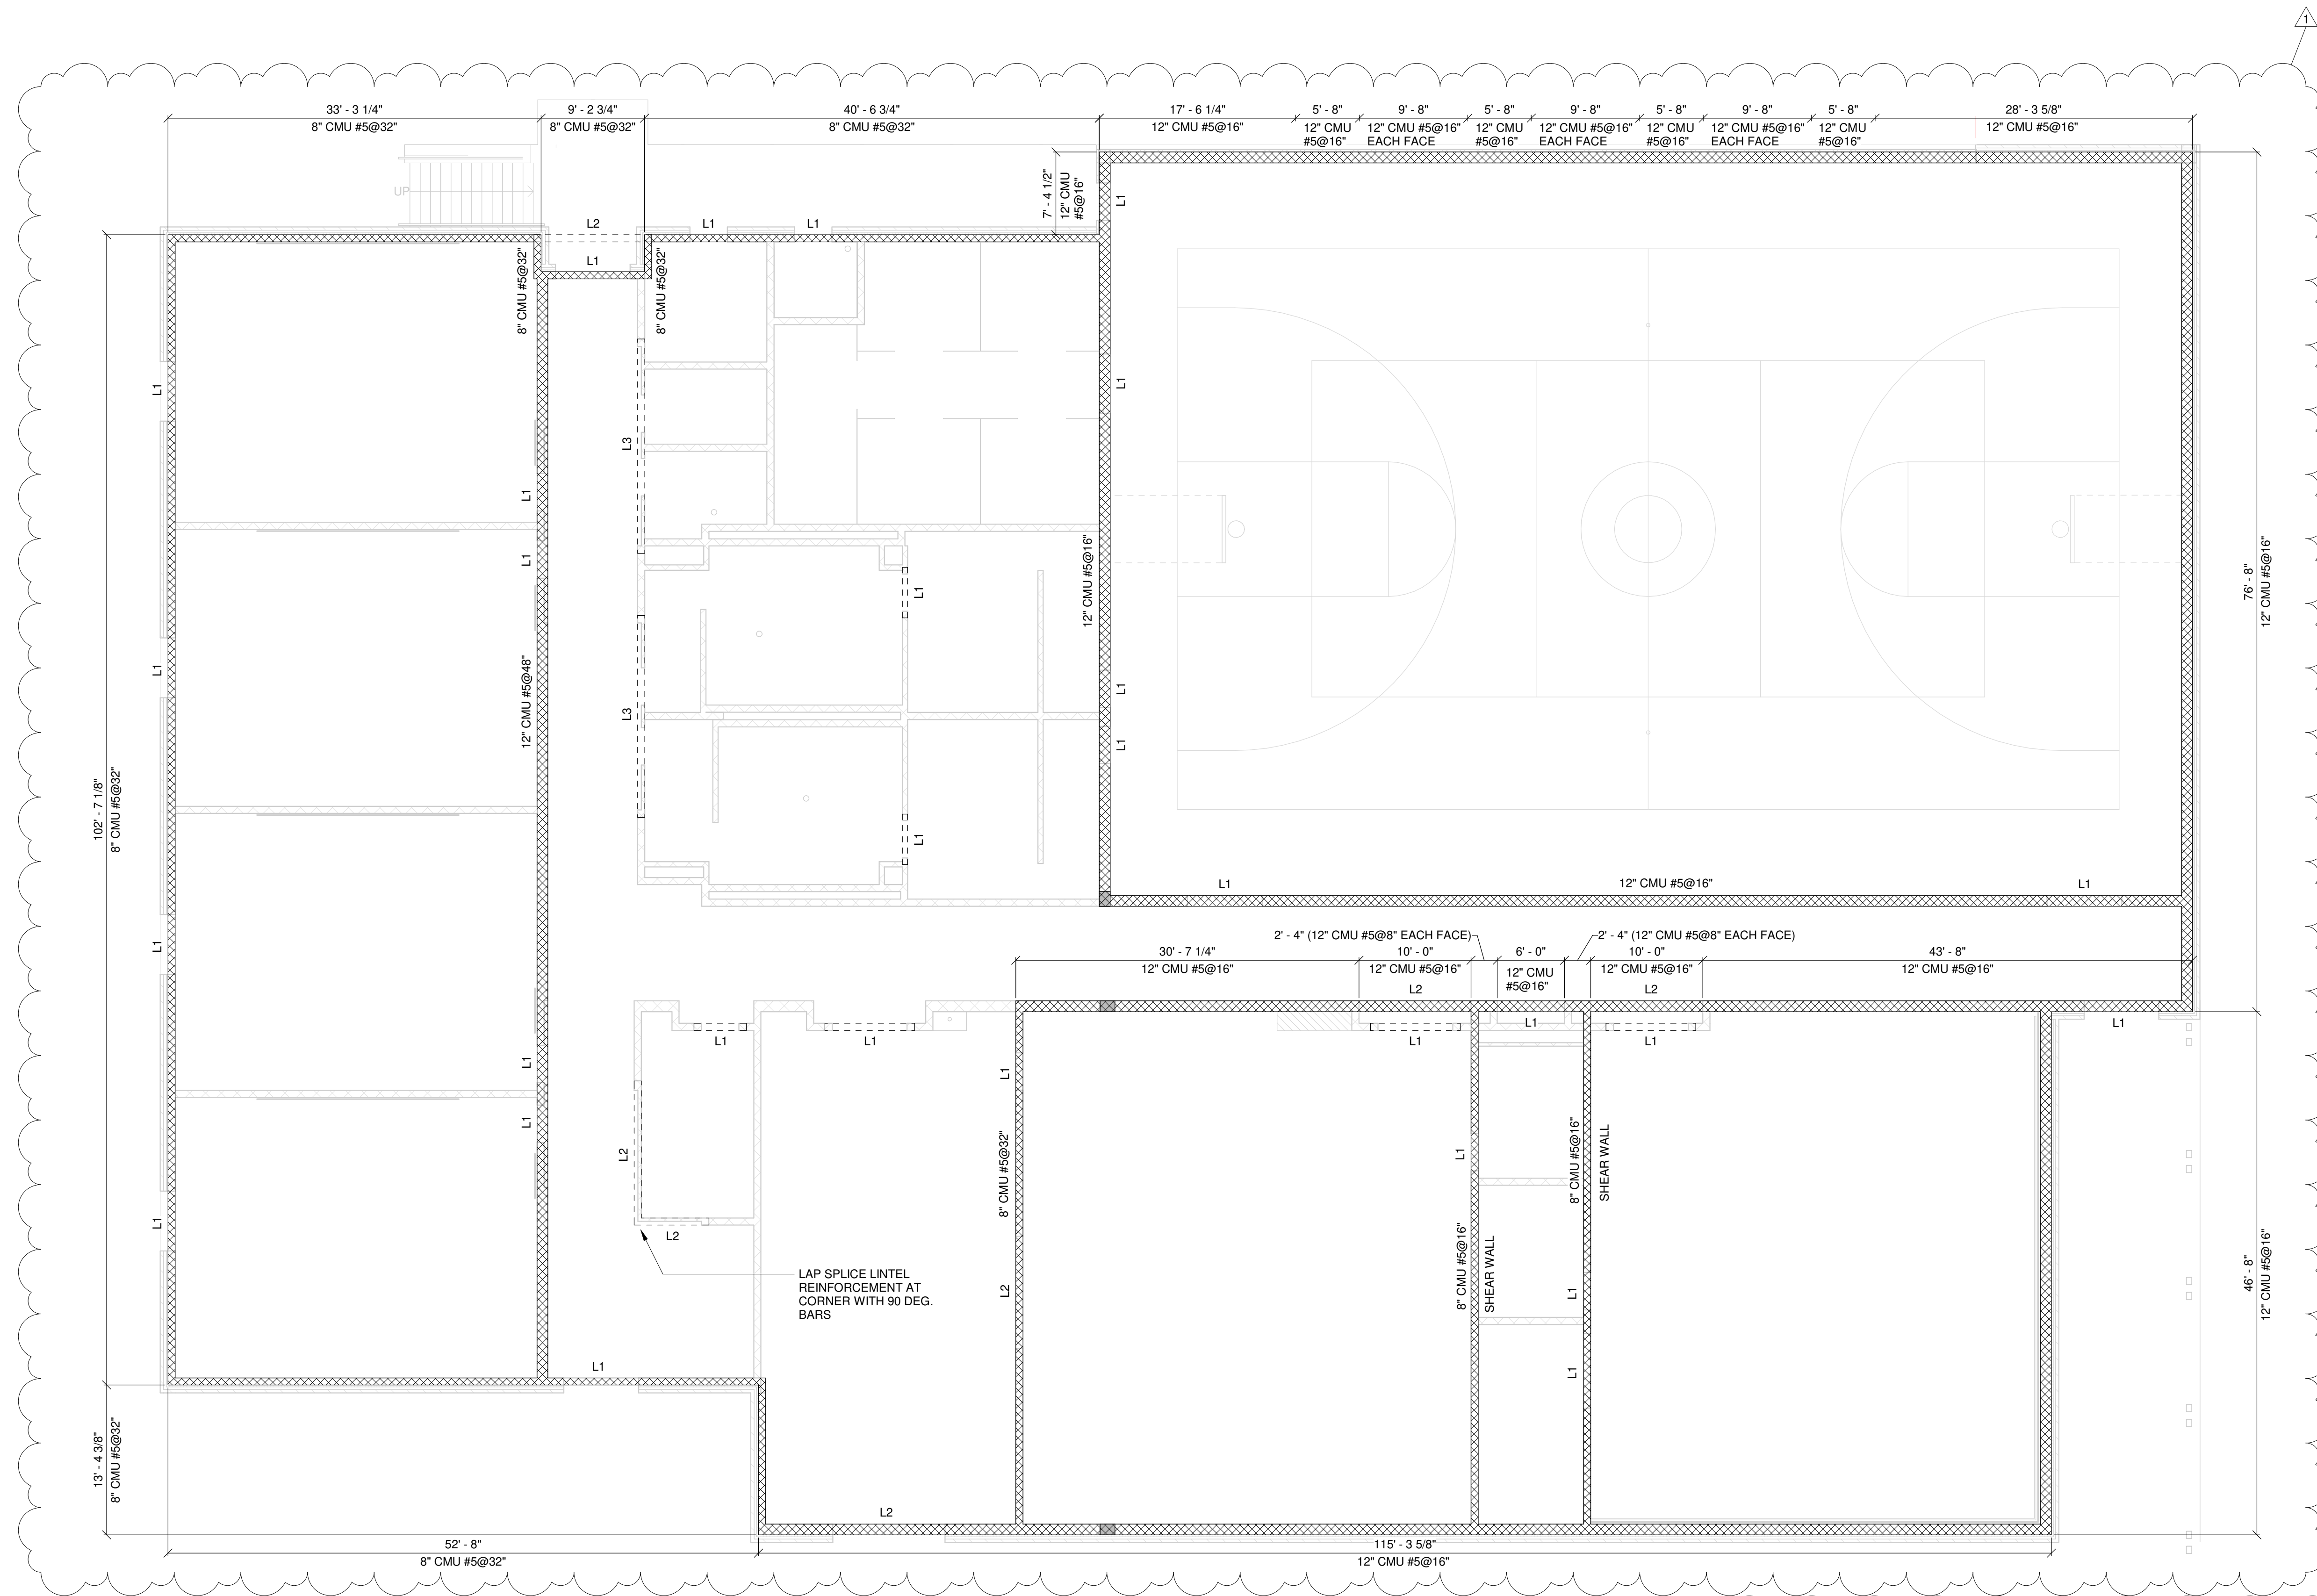 1
33' - 3 1/4"
9' - 2 3/4"
40' - 6 3/4"
17' - 6 1/4"
5' - 8"
9' - 8"
5' - 8"
9' - 8"
5' - 8"
9' - 8"
5' - 8"
28' - 3 5/8"
8" CMU #5@32"
8" CMU #5@32"
8" CMU #5@32"
12" CMU #5@16"
12" CMU
#5@16"
12" CMU #5@16"
EACH FACE
12" CMU
#5@16"
12" CMU #5@16"
EACH FACE
12" CMU
#5@16"
12" CMU #5@16"
EACH FACE
12" CMU
#5@16"
12" CMU #5@16"
7' - 4 1/2"
12" CMU
#5@16"
UP
L2
L1
L1
L1
L1
8" CMU #5@32"
8" CMU #5@32"
L1
L1
L3
L1
L1
L1
12" CMU #5@16"
76' - 8"
12" CMU #5@16"
L1
12" CMU #5@48"
L3
L1
L1
102' - 7 1/8"
8" CMU #5@32"
L1
L1
12" CMU #5@16"
L1
L1
2' - 4" (12" CMU #5@8" EACH FACE)
2' - 4" (12" CMU #5@8" EACH FACE)
30' - 7 1/4"
10' - 0"
6' - 0"
10' - 0"
43' - 8"
12" CMU #5@16"
12" CMU #5@16"
12" CMU
#5@16"
12" CMU #5@16"
12" CMU #5@16"
L2
L2
L1
L1
L1
L1
L1
L1
L1
L1
L1
L2
8" CMU #5@32"
L1
8" CMU #5@16"
SHEAR WALL
L1
L2
LAP SPLICE LINTEL
REINFORCEMENT AT
CORNER WITH 90 DEG.
BARS
L2
8" CMU #5@16"
SHEAR WALL
L1
46' - 8"
12" CMU #5@16"
L1
L1
13' - 4 3/8"
8" CMU #5@32"
L2
52' - 8"
8" CMU #5@32"
115' - 3 5/8"
12" CMU #5@16"